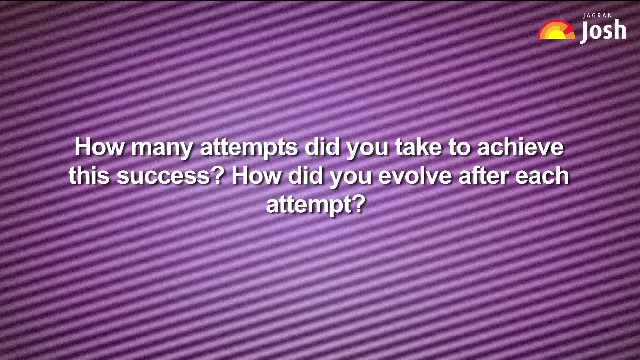 JAGRAN
Josh
How many attempts did you take to achieve
this success? How did you evolve after each
attempt?